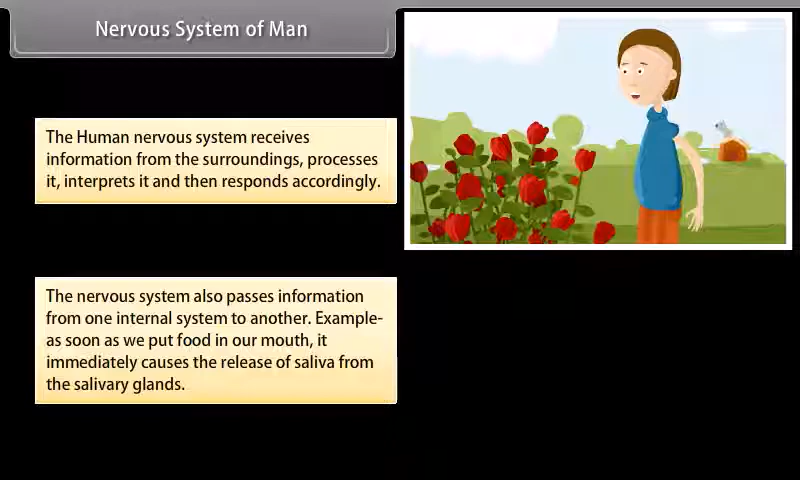 Nervous System of Man
The Human nervous system receives
information from the surroundings, processes
it, interprets it and then responds accordingly.
The nervous system also passes information
from one internal system to another. Example-
as soon as we put food in our mouth, it
immediately causes the release of saliva from
the salivary glands.